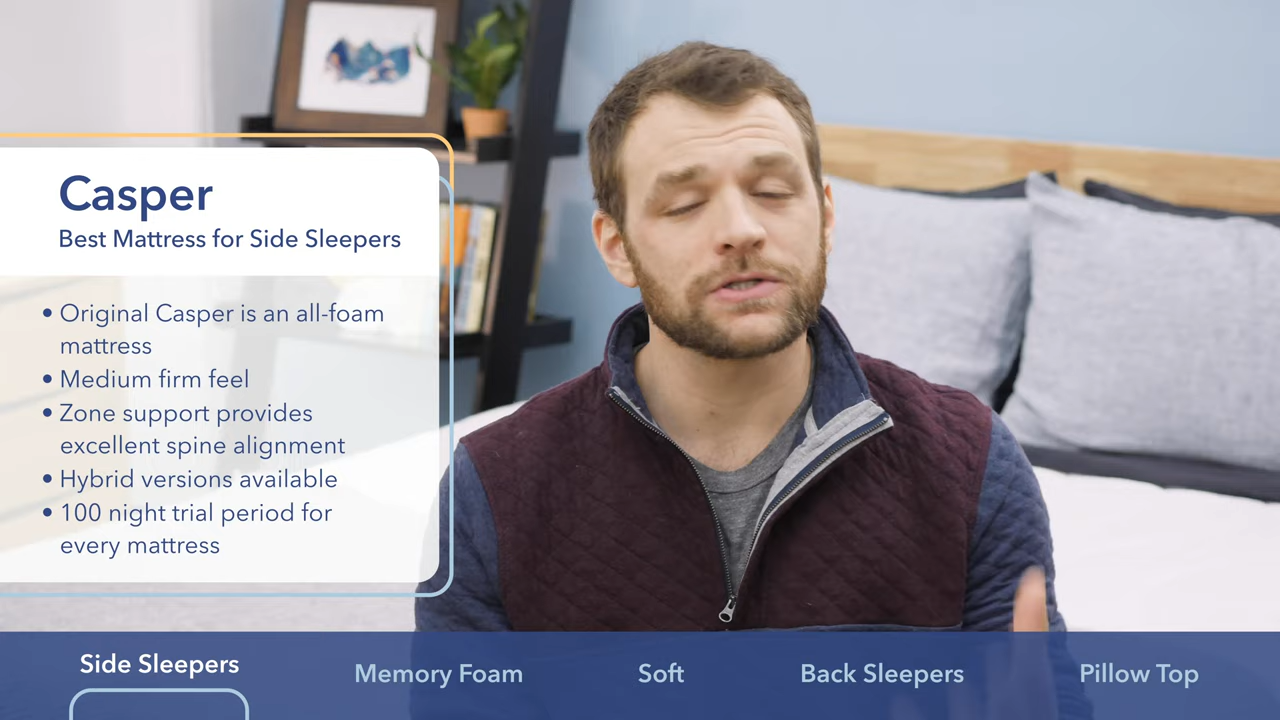 Casper
Best Mattress for Side Sleepers
• Original Casper is an all-foam
mattress
• Medium firm feel
• Zone support provides
excellent spine alignment
• Hybrid versions available
• 100 night trial period for
every mattress
Side Sleepers
Memory Foam
Soft
Back Sleepers
Pillow Top